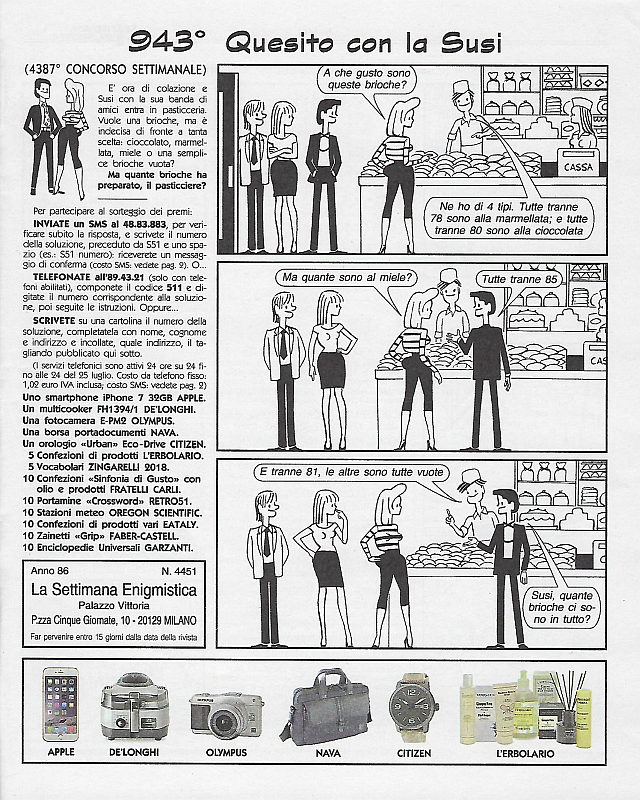 943° Quesito con la Susi
(4387° CONCORSO SETTIMANALE)
E' ora di colazione e
Susi con la sua banda di
amici entra in pasticceria.
Vuole una brioche, ma è
indecisa di fronte a tanta
scelta: cioccolato, marmel-
lata, miele o una sempli-
ce brioche vuota?
Ma quante brioche ha
preparato, il pasticciere?
Per partecipare al sorteggio dei premi:
INVIATE un SMS al 48.83.883, per veri-
ficare subito la risposta, e scrivete il numero
della soluzione, preceduto da S51 e uno spa-
zio (es.: S51 numero): riceverete un messag-
gio di conferma (costo SMS: vedete pag. 2). O...
TELEFONATE all'89.43.21 (solo con tele-
foni abilitati), componete il codice 511 e di-
gitate il numero corrispondente alla soluzio-
ne, poi seguite le istruzioni. Oppure...
SCRIVETE su una cartolina il numero della
soluzione, completatela con nome, cognome
e indirizzo e incollate, quale indirizzo, il ta-
gliando pubblicato qui sotto.
(I servizi telefonici sono attivi 24 ore su 24 fi-
no alle 24 del 25 luglio. Costo da telefono fisso:
1,02 euro IVA inclusa; costo SMS: vedete pag. 2)
Uno smartphone iPhone 7 32GB APPLE.
Un multicooker FH1394/1 DE'LONGHI.
Una fotocamera E-PM2 OLYMPUS.
Una borsa portadocumenti NAVA.
Un orologio «Urban» Eco-Drive CITIZEN.
5 Confezioni di prodotti L'ERBOLARIO.
5 Vocabolari ZINGARELLI 2018.
10 Confezioni «Sinfonia di Gusto» con
olio e prodotti FRATELLI CARLI.
10 Portamine «Crossword» RETRO51.
10 Stazioni meteo OREGON SCIENTIFIC.
10 Confezioni di prodotti vari EATALY.
10 Zainetti «Grip» FABER-CASTELL.
10 Enciclopedie Universali GARZANTI.
Anno 86 N. 4451
La Settimana Enigmistica
Palazzo Vittoria
P.zza Cinque Giornate, 10 - 20129 MILANO
Far pervenire entro 15 giorni dalla data della rivista
A che gusto sono
queste brioche?
CASSA
Ne ho di 4 tipi. Tutte tranne
78 sono alla marmellata; e tutte
tranne 80 sono alla cioccolata
Ma quante sono al miele?
Tutte tranne 85
CAS
E tranne 81, le altre sono tutte vuote
Susi, quante
brioche ci so-
no in tutto?
OLYMPUS
APPLE
DE'LONGHI
OLYMPUS
NAVA
CITIZEN
L'ERBOLARIO